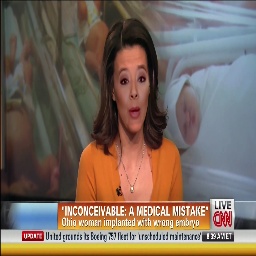 LIVE
CNN
"INCONCEIVABLE: A MEDICAL MISTAKE"
Ohio woman implanted with wrong embryo
UPDATE United grounds its Boeing 757 fleet for 'unscheduled maintenance'